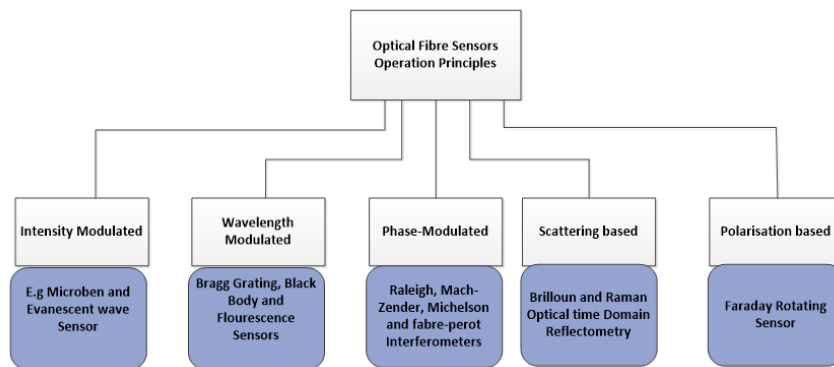 Optical Fibre Sensors
Operation Principles
Intensity Modulated
Wavelength
Modulated
Phase-Modulated
Scattering based
Polarisation based
E.g Microben and
Evanescent wave
Sensor
Bragg Grating, Black
Body and
Flourescence
Sensors
Raleigh, Mach-
Zender, Michelson
and fabre-perot
Interferometers
Brilloun and Raman
Optical time Domain
Reflectometry
Faraday Rotating
Sensor